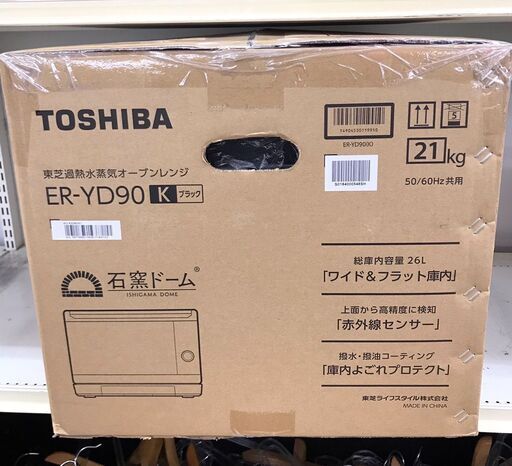 TOSHIBA
東芝過熱水蒸気オーブンレンジ
ER-YD90 K ブラック
石窯ドーム®
ISHIGAMA DOME
ER-YD90O
5
21kg
50/60Hz共用
総庫内容量 26L
「ワイド&フラット庫内」
上面から高精度に検知
「赤外線センサー」
撥水・撥油コーティング
「庫内よごれプロテクト」
東芝ライフスタイル株式会社
MADE IN CHINA